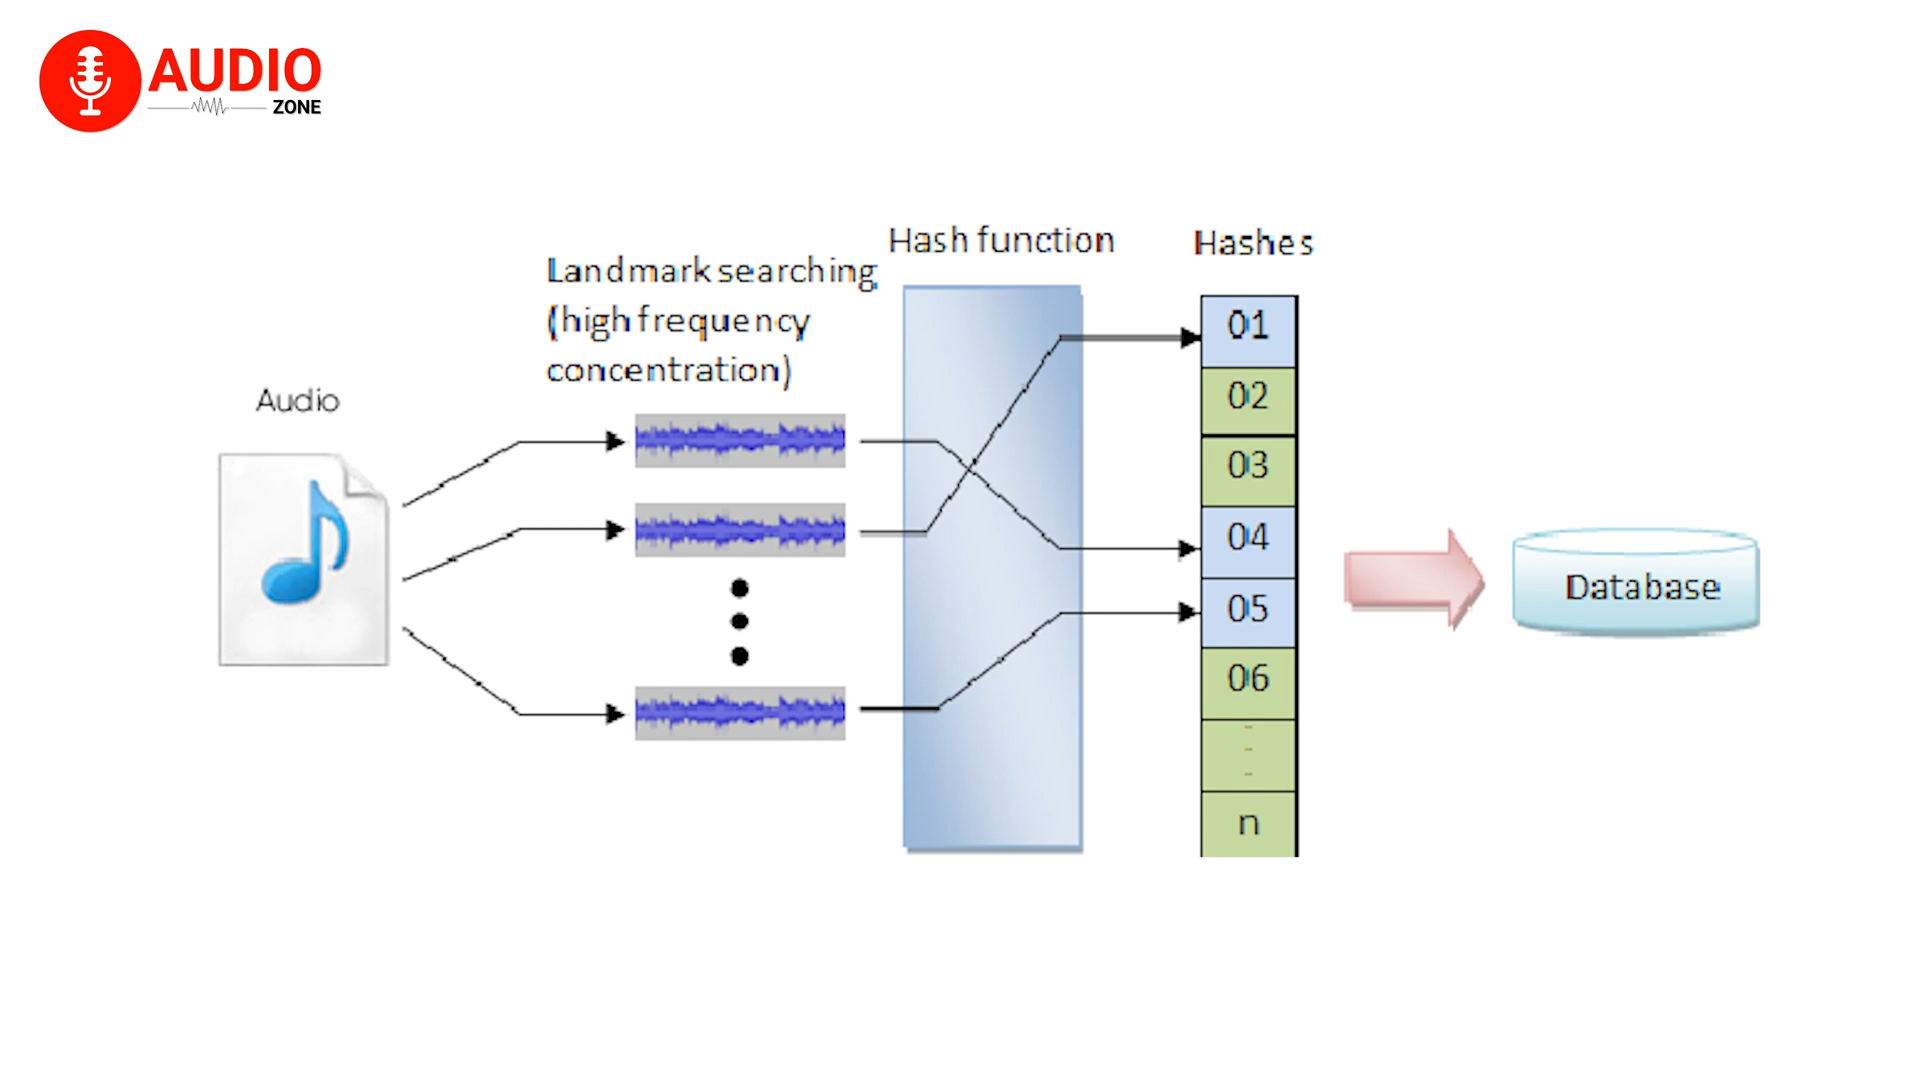 AUDIO
ZONE
Hash function
Hashes
Landmark searching
(high frequency
concentration)
Audio
01
02
03
04
05
06
n
Database